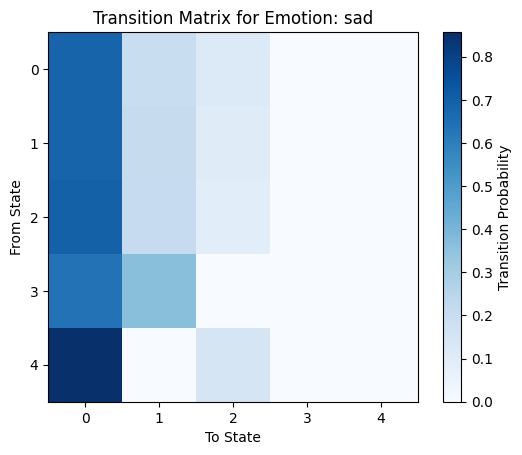 Transition Matrix for Emotion: sad
From State
0
1
2
3
4
0 1 2 3 4
To State
0.8
0.7
0.6
0.5
0.4
0.3
0.2
0.1
0.0
Transition Probability